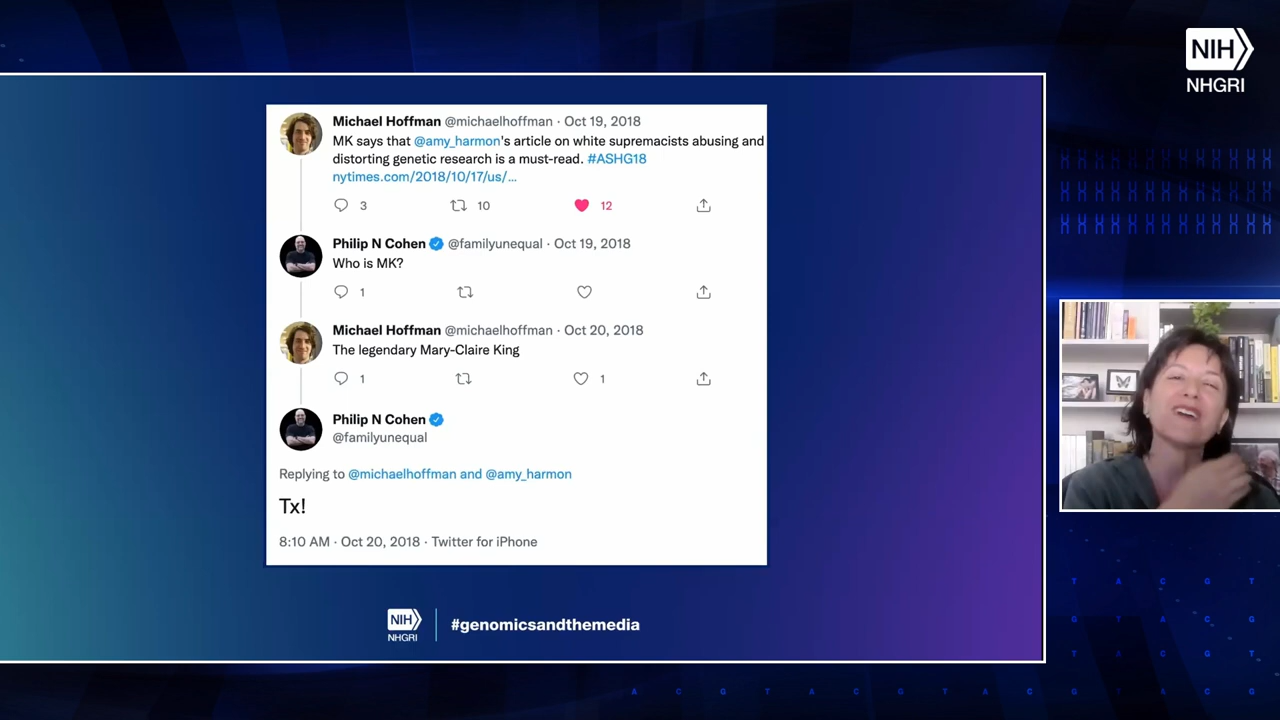 NIH
NHGRI
Michael Hoffman @michaelhoffman · Oct 19, 2018
MK says that @amy_harmon's article on white supremacists abusing and
distorting genetic research is a must-read. #ASHG18
nytimes.com/2018/10/17/us/...
3 10 12
Philip N Cohen @familyunequal · Oct 19, 2018
Who is MK?
1
Michael Hoffman @michaelhoffman · Oct 20, 2018
The legendary Mary-Claire King
1 1
Philip N Cohen
@familyunequal
Replying to @michaelhoffman and @amy_harmon
Tx!
8:10 AM · Oct 20, 2018 · Twitter for iPhone
NIH
NHGRI
#genomicsandthemedia
T A C G T
G T A C G
C G T A C
A C G T A C G T A C G T A C G